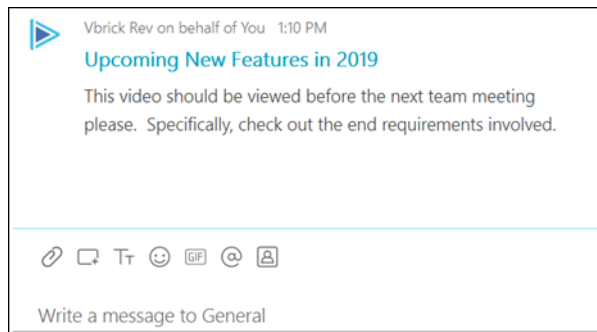 Vbrick Rev on behalf of You 1:10 PM
Upcoming New Features in 2019
This video should be viewed before the next team meeting
please. Specifically, check out the end requirements involved.
TT GIF @
Write a message to General